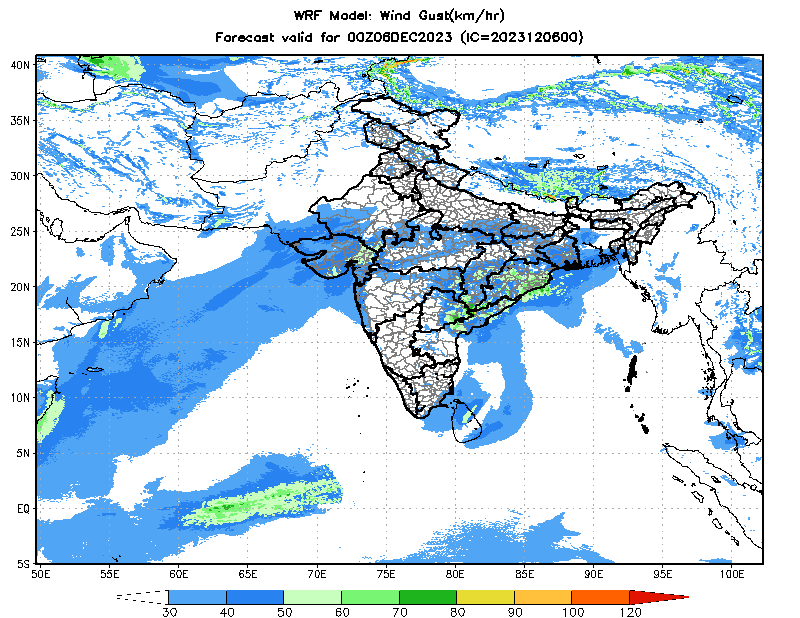 WRF Model: Wind Gust(km/hr)
Forecast valid for 00Z06DEC2023 (IC=2023120600)
40N
35N
30N
25N
20N
15N
10N
5N
EQ
5S
50E 55E 60E 65E 70E 75E 80E 85E 90E 95E 100E
30 40 50 60 70 80 90 100 120